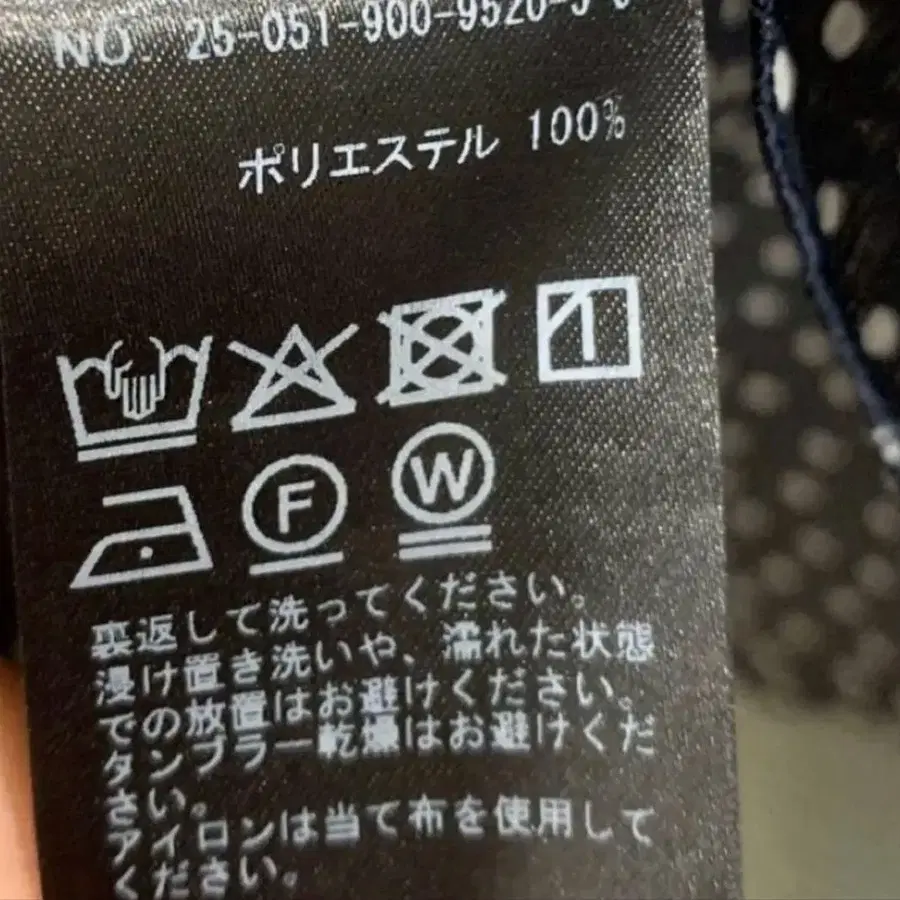 NO. 25-051-900-9520-3-0
ポリエステル 100%
F
W
裏返して洗ってください。
浸け置き洗いや、濡れた状態
での放置はお避けください。
タンブラー乾燥はお避けくだ
さい。
アイロンは当て布を使用して
ください。